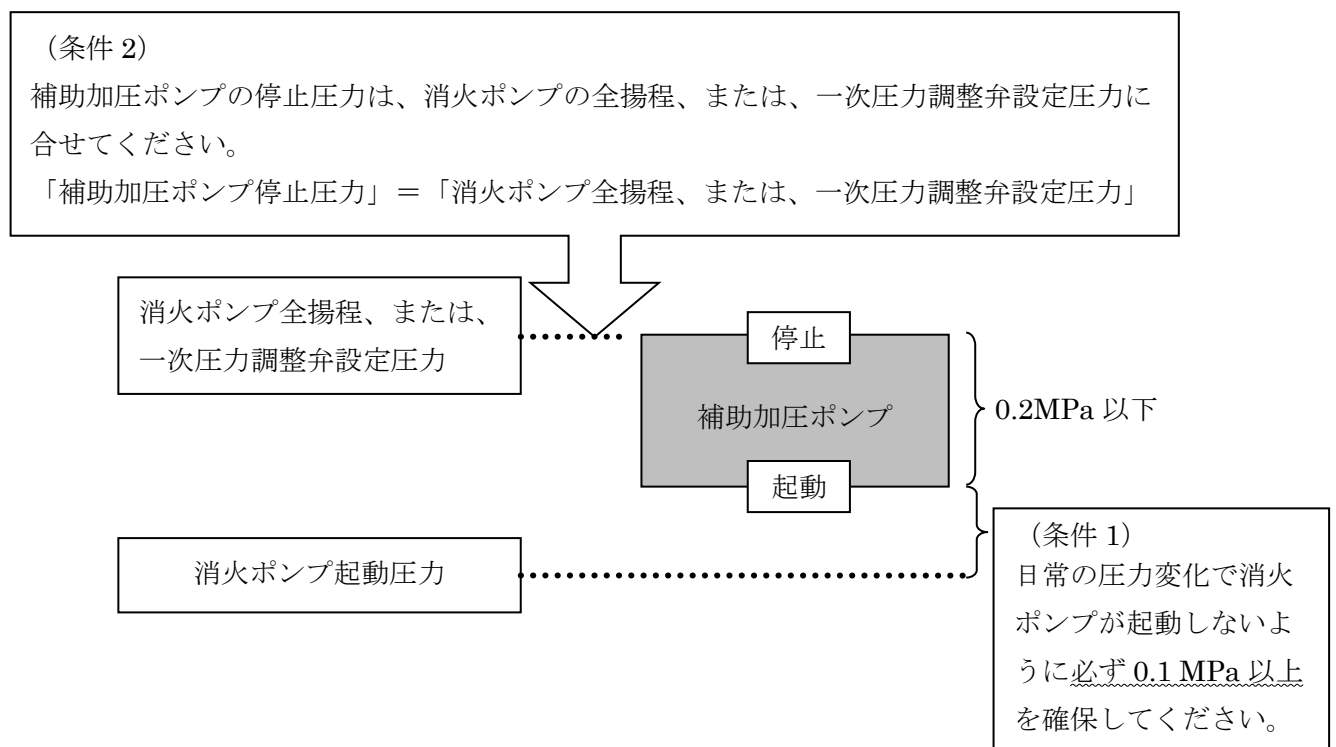 （条件 2）
補助加圧ポンプの停止圧力は、消火ポンプの全揚程、または、一次圧力調整弁設定圧力に
合せてください。
「補助加圧ポンプ停止圧力」＝「消火ポンプ全揚程、または、一次圧力調整弁設定圧力」
消火ポンプ全揚程、または、
一次圧力調整弁設定圧力
停止
補助加圧ポンプ
0.2MPa 以下
起動
消火ポンプ起動圧力
（条件 1）
日常の圧力変化で消火
ポンプが起動しないよ
うに必ず 0.1 MPa 以上
を確保してください。